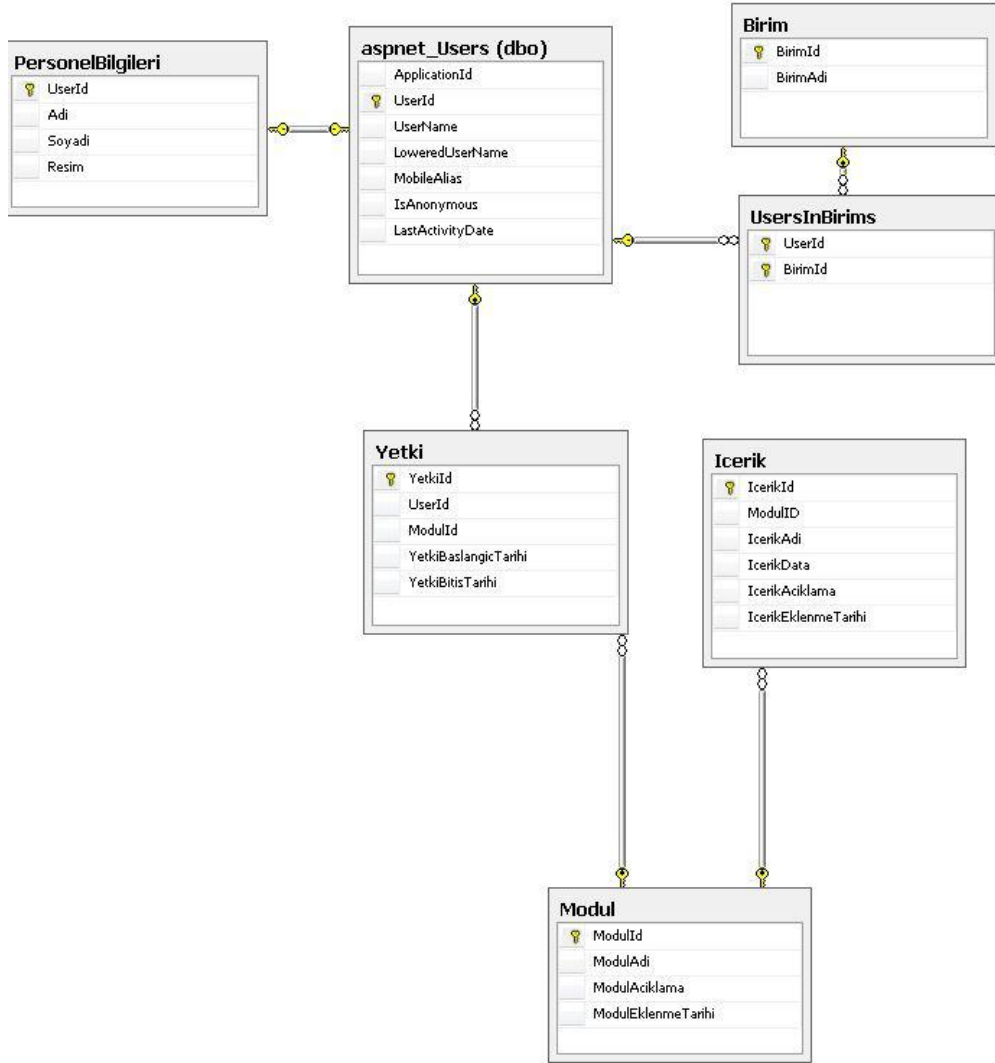 PersonelBilgileri
UserId
Adi
Soyadi
Resim
aspnet_Users (dbo)
ApplicationId
UserId
UserName
LoweredUserName
MobileAlias
IsAnonymous
LastActivityDate
Birim
BirimId
BirimAdi
UsersInBirims
UserId
BirimId
Yetki
YetkiId
UserId
ModulId
YetkiBaslangicTarihi
YetkiBitisTarihi
Icerik
IcerikId
ModulID
IcerikAdi
IcerikData
IcerikAciklama
IcerikEklenmeTarihi
Modul
ModulId
ModulAdi
ModulAciklama
ModulEklenmeTarihi